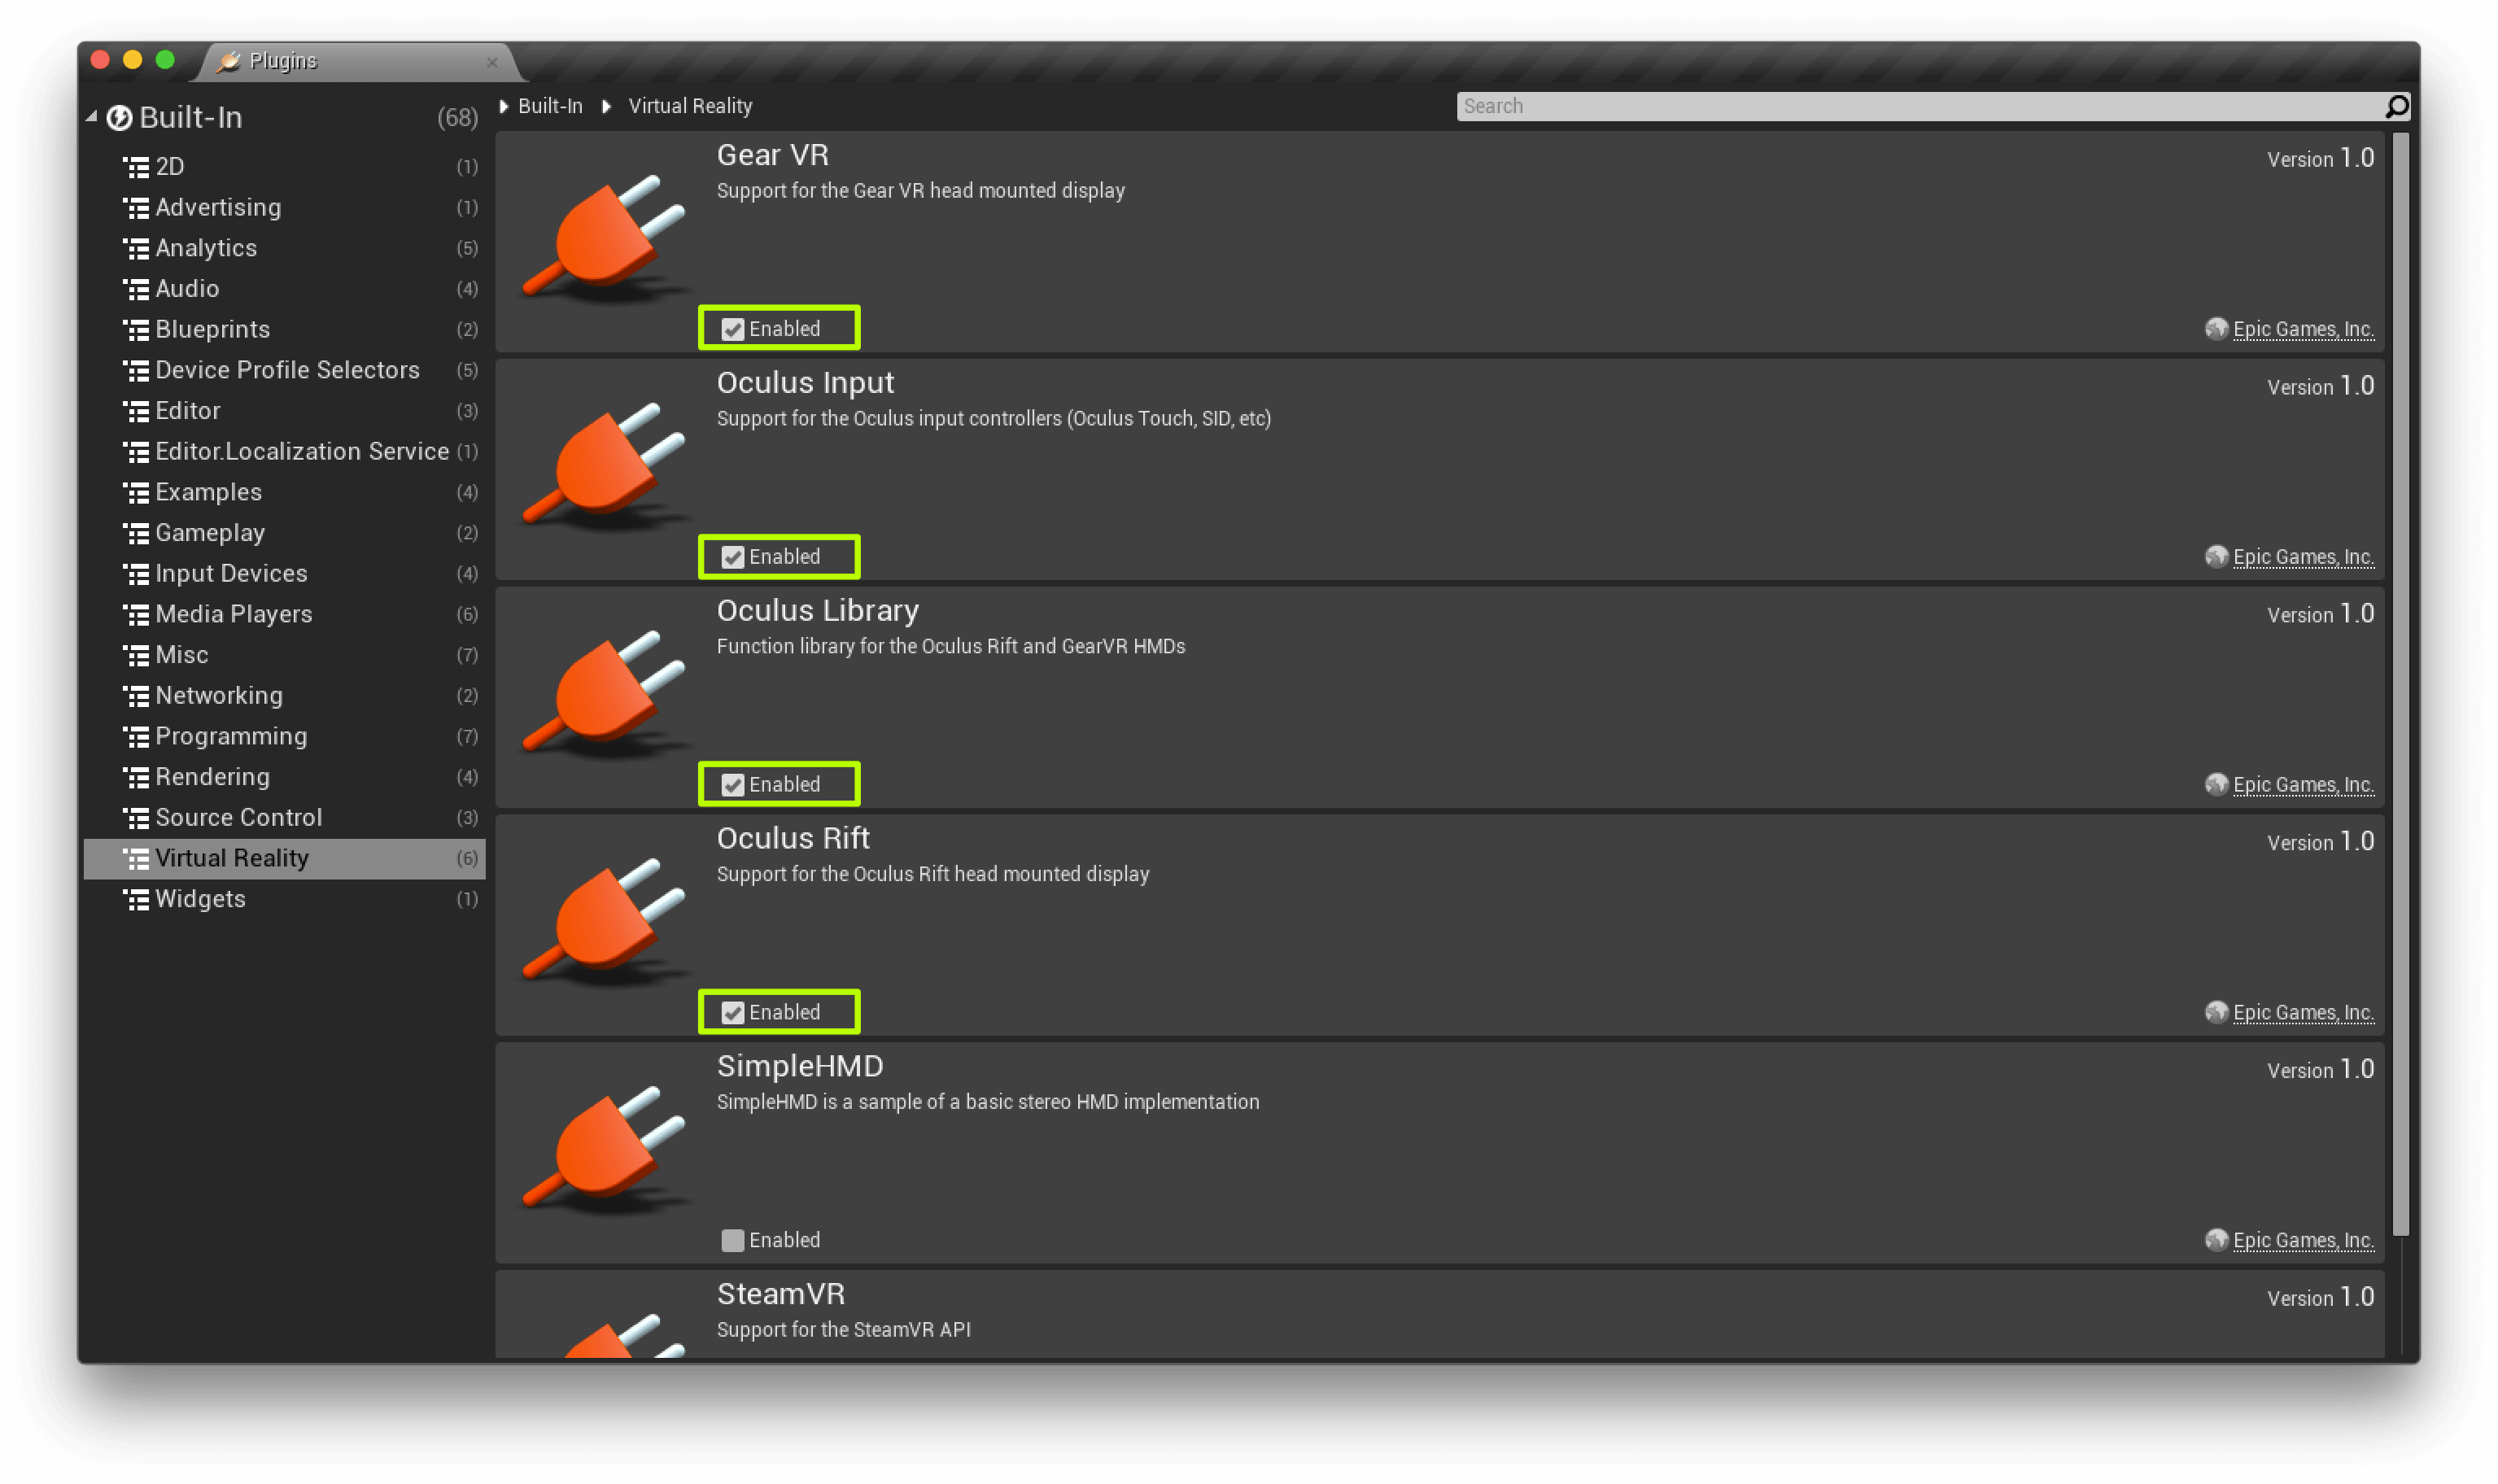 Plugins
Built-In (68)
2D (1)
Advertising (1)
Analytics (5)
Audio (4)
Blueprints (2)
Device Profile Selectors (5)
Editor (3)
Editor.Localization Service (1)
Examples (4)
Gameplay (2)
Input Devices (4)
Media Players (6)
Misc (7)
Networking (2)
Programming (7)
Rendering (4)
Source Control (3)
Virtual Reality (6)
Widgets (1)
Built-In Virtual Reality
Search
Gear VR
Version 1.0
Support for the Gear VR head mounted display
Enabled
Epic Games, Inc.
Oculus Input
Version 1.0
Support for the Oculus input controllers (Oculus Touch, SID, etc)
Enabled
Epic Games, Inc.
Oculus Library
Version 1.0
Function library for the Oculus Rift and GearVR HMDs
Enabled
Epic Games, Inc.
Oculus Rift
Version 1.0
Support for the Oculus Rift head mounted display
Enabled
Epic Games, Inc.
SimpleHMD
Version 1.0
SimpleHMD is a sample of a basic stereo HMD implementation
Enabled
Epic Games, Inc.
SteamVR
Version 1.0
Support for the SteamVR API